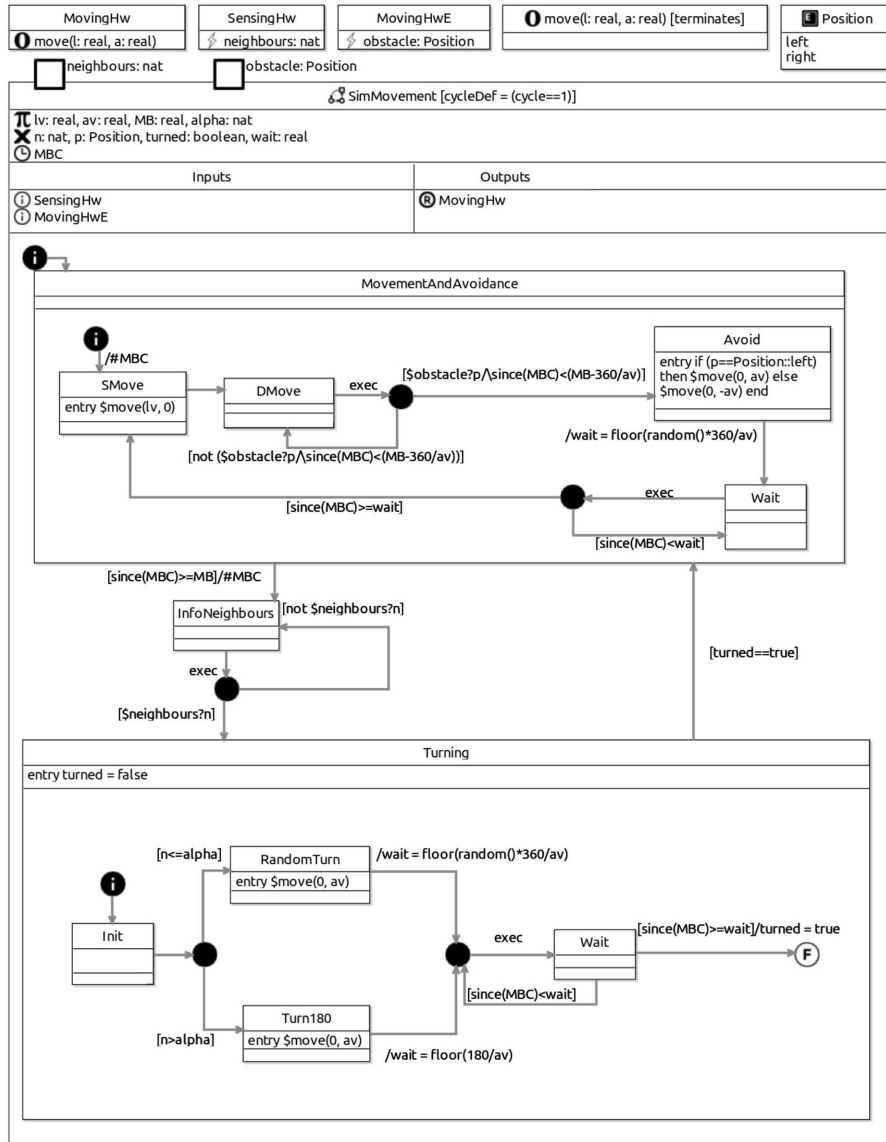 MovingHw
move(l: real, a: real)
SensingHw
neighbours: nat
MovingHwE
obstacle: Position
move(l: real, a: real) [terminates]
E Position
left
right
neighbours: nat
obstacle: Position
SimMovement [cycleDef = (cycle==1)]
π lv: real, av: real, MB: real, alpha: nat
X n: nat, p: Position, turned: boolean, wait: real
MBC
Inputs
Outputs
i SensingHw
i MovingHwE
R MovingHw
i
MovementAndAvoidance
i
/#MBC
SMove
entry $move(lv, 0)
DMove
exec
[$obstacle?p/\since(MBC)<(MB-360/av)]
[not ($obstacle?p/\since(MBC)<(MB-360/av))]
Avoid
entry if (p==Position::left)
then $move(0, av) else
$move(0, -av) end
/wait = floor(random()*360/av)
Wait
exec
[since(MBC)>=wait]
[since(MBC)<wait]
[since(MBC)>=MB]/#MBC
InfoNeighbours
[not $neighbours?n]
exec
[$neighbours?n]
[turned==true]
Turning
entry turned = false
i
Init
[n<=alpha]
RandomTurn
entry $move(0, av)
/wait = floor(random()*360/av)
[n>alpha]
Turn180
entry $move(0, av)
/wait = floor(180/av)
exec
Wait
[since(MBC)<wait]
[since(MBC)>=wait]/turned = true
F